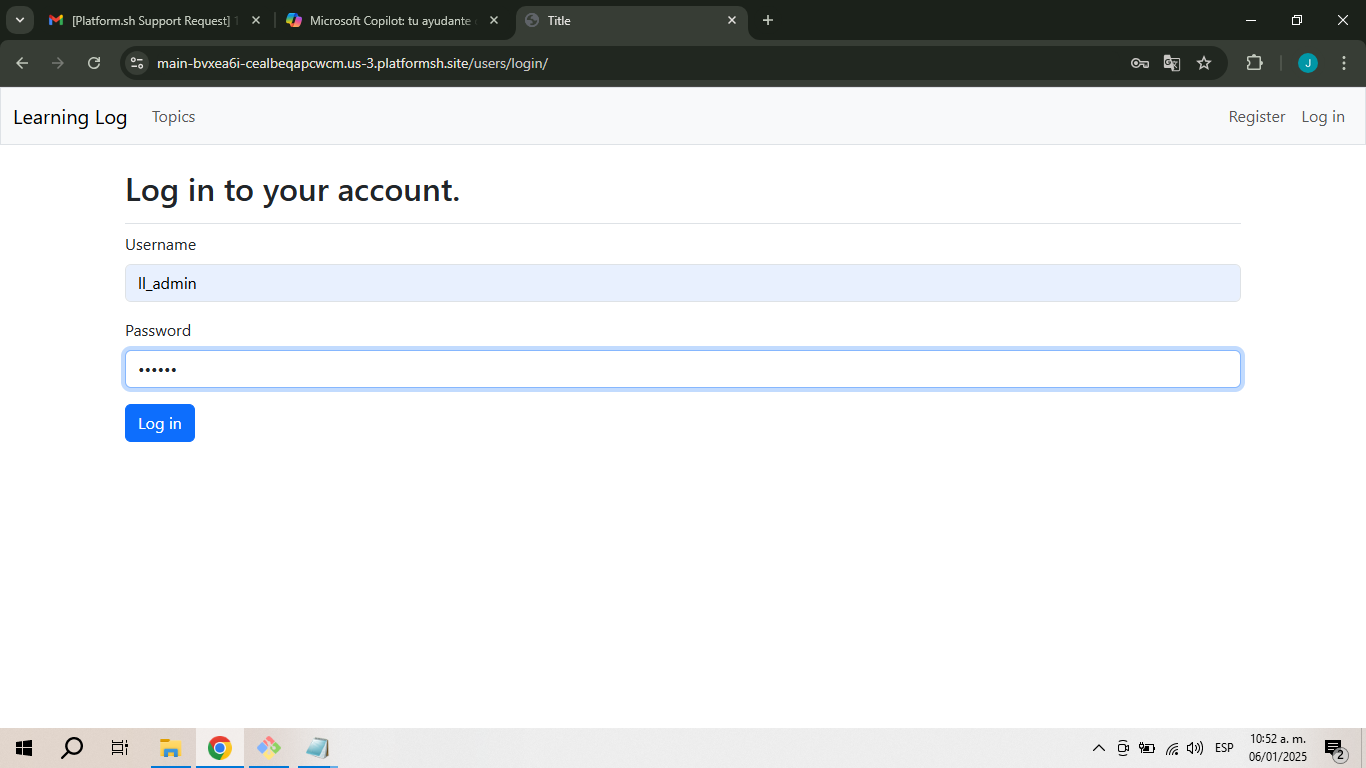 [Platform.sh Support Request]
Microsoft Copilot: tu ayudante
Title
main-bvxea6i-cealbeqapcwcm.us-3.platformsh.site/users/login/
J
Learning Log
Topics
Register
Log in
Log in to your account.
Username
ll_admin
Password
••••••
Log in
ESP
10:52 a. m.
06/01/2025
2